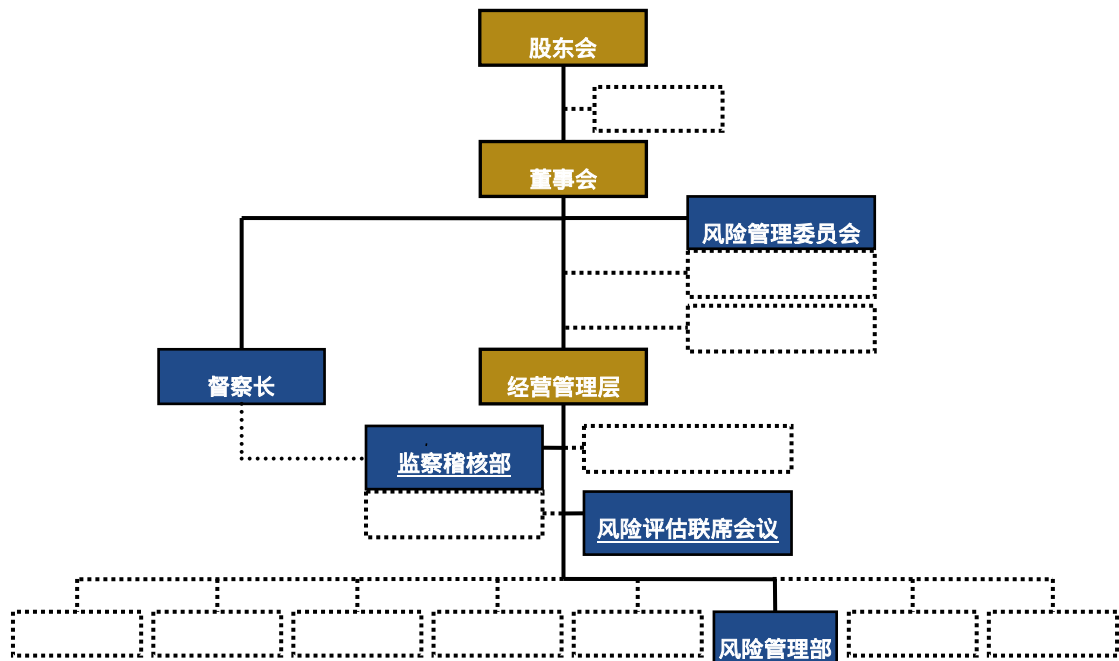 股东会
董事会
风险管理委员会
督察长
经营管理层
监察稽核部
风险评估联席会议
风险管理部